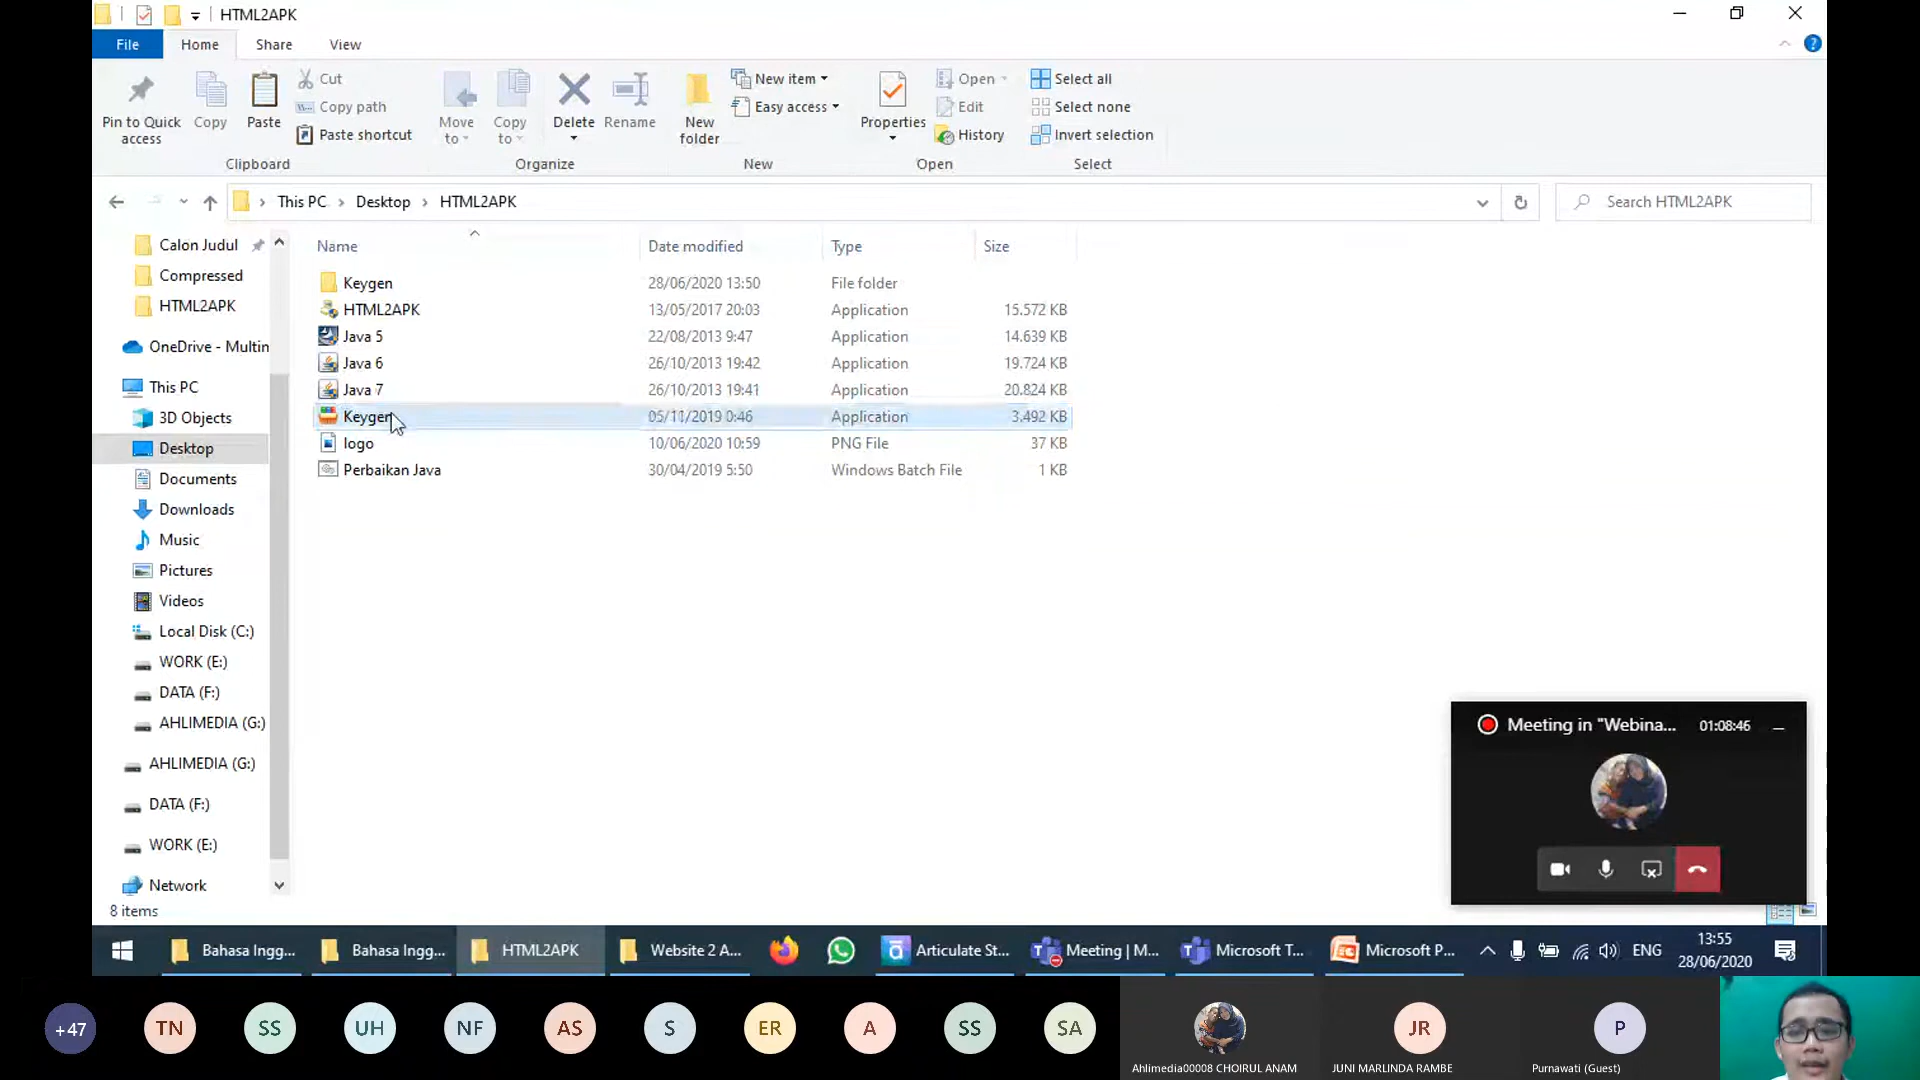 HTML2APK
File Home Share View
Pin to Quick access
Copy
Paste
Cut
Copy path
Paste shortcut
Clipboard
Move to
Copy to
Delete
Rename
Organize
New folder
New item
Easy access
New
Properties
Open
Edit
History
Open
Select all
Select none
Invert selection
Select
This PC > Desktop > HTML2APK
Search HTML2APK
Calon Judul
Compressed
HTML2APK
OneDrive - Multin
This PC
3D Objects
Desktop
Documents
Downloads
Music
Pictures
Videos
Local Disk (C:)
WORK (E:)
DATA (F:)
AHLIMEDIA (G:)
AHLIMEDIA (G:)
DATA (F:)
WORK (E:)
Network
Name Date modified Type Size
Keygen 28/06/2020 13:50 File folder
HTML2APK 13/05/2017 20:03 Application 15.572 KB
Java 5 22/08/2013 9:47 Application 14.639 KB
Java 6 26/10/2013 19:42 Application 19.724 KB
Java 7 26/10/2013 19:41 Application 20.824 KB
Keygen 05/11/2019 0:46 Application 3.492 KB
logo 10/06/2020 10:59 PNG File 37 KB
Perbaikan Java 30/04/2019 5:50 Windows Batch File 1 KB
8 items
Meeting in "Webina... 01:08:46
Bahasa Ingg... Bahasa Ingg... HTML2APK Website 2 A... Articulate St... Meeting | M... Microsoft T... Microsoft P... ENG
13:55
28/06/2020
+47 TN SS UH NF AS S ER A SS SA JR P
Ahlimedia00008 CHOIRUL ANAM JUNI MARLINDA RAMBE Purnawati (Guest)